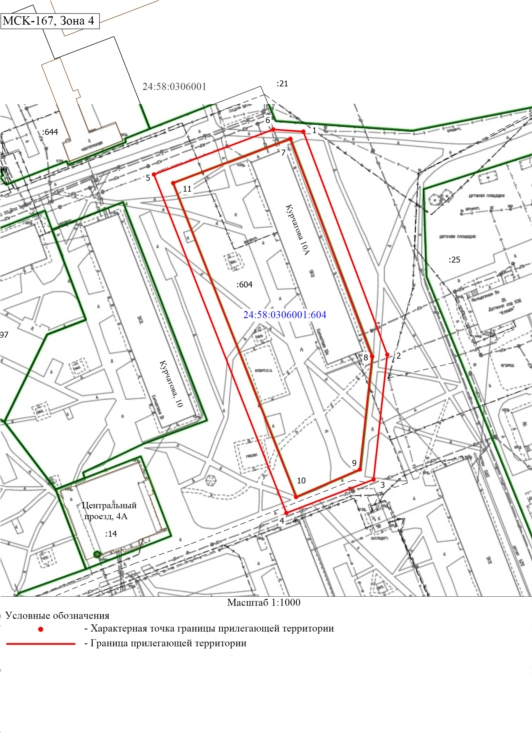 МСК-167, Зона 4
24:58:0306001
:21
:644
6
1
7
5
11
Курчатова 10А
:25
:604
24:58:0306001:604
97
8
2
Курчатова, 10
9
10
3
4
Центральный
проезд, 4А
:14
Масштаб 1:1000
Условные обозначения
- Характерная точка границы прилегающей территории
- Граница прилегающей территории